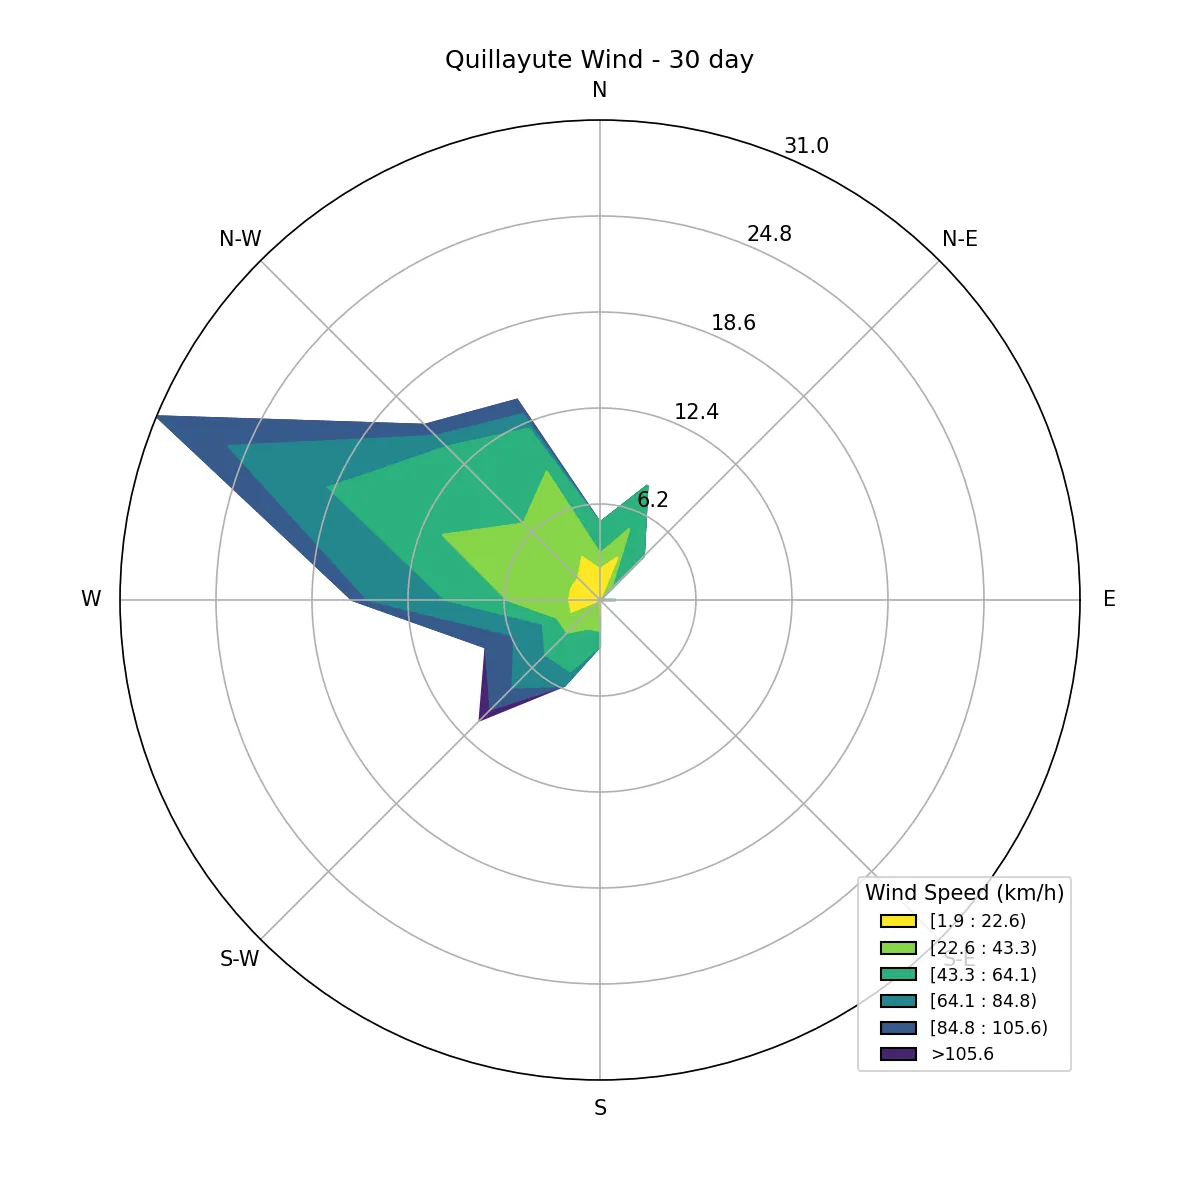 Quillayute Wind - 30 day
N
31.0
N-W
N-E
24.8
18.6
12.4
6.2
W
E
S-W
S-E
S
Wind Speed (km/h)
[1.9 : 22.6)
[22.6 : 43.3)
[43.3 : 64.1)
[64.1 : 84.8)
[84.8 : 105.6)
>105.6